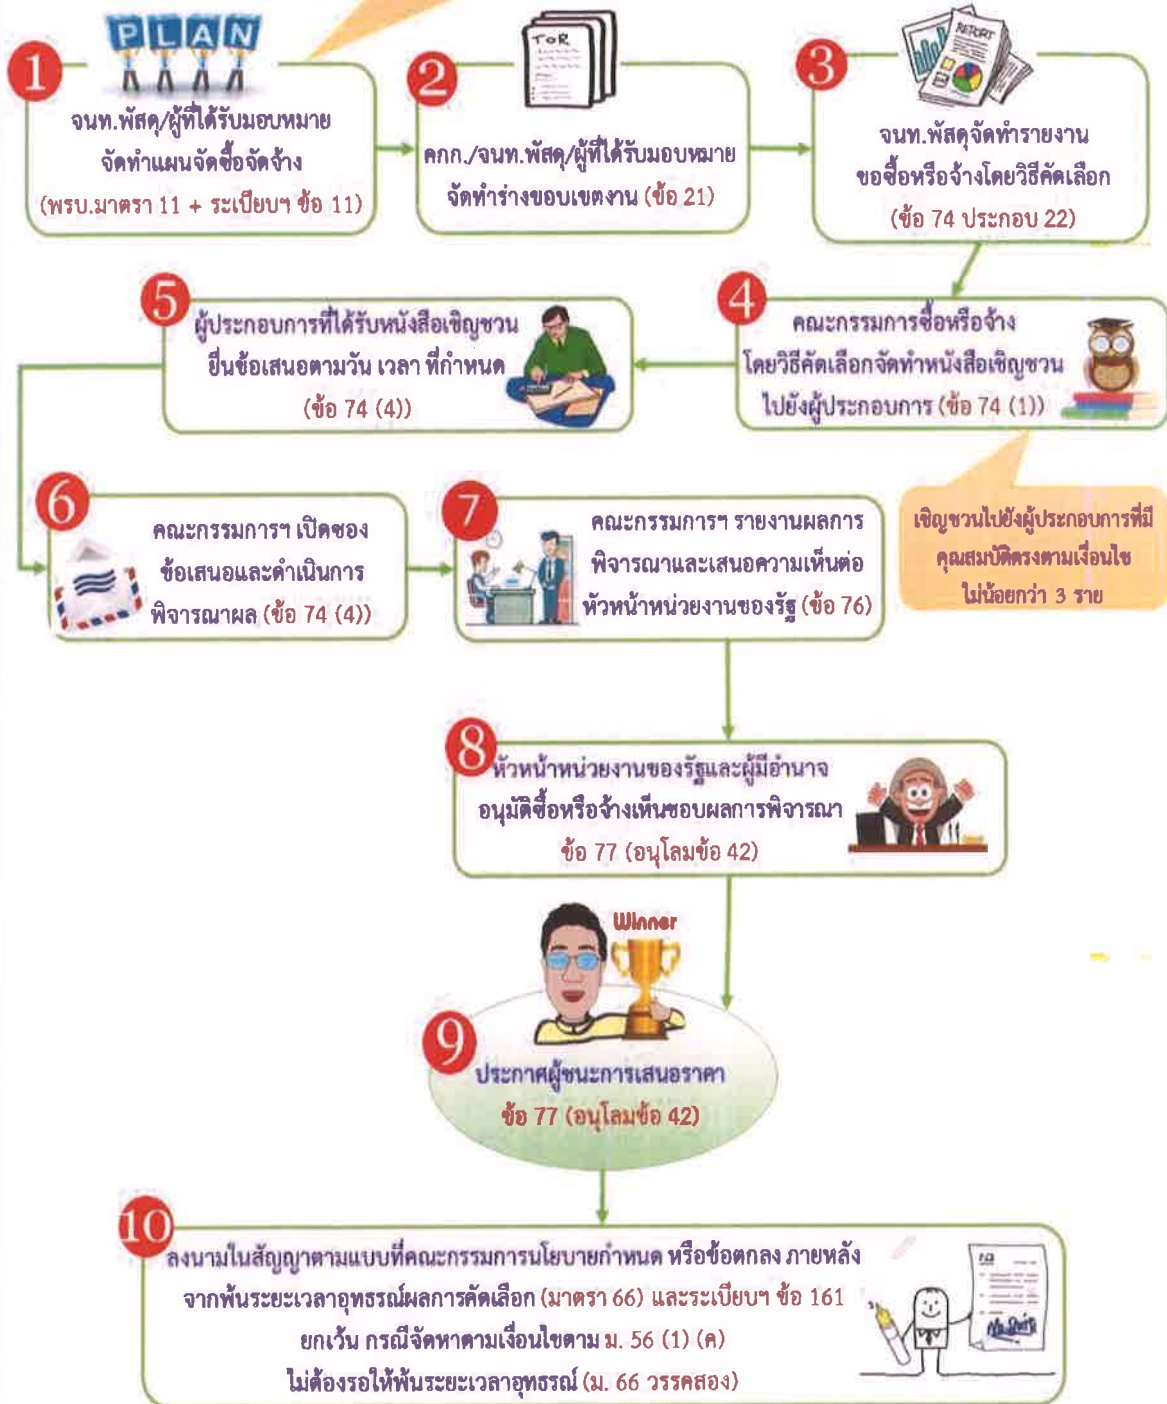 PLAN
1
จนท.พัสดุ/ผู้ที่ได้รับมอบหมาย
จัดทำแผนจัดซื้อจัดจ้าง
(พรบ.มาตรา 11 + ระเบียบฯ ข้อ 11)
TOR
2
คกก./จนท.พัสดุ/ผู้ที่ได้รับมอบหมาย
จัดทำร่างขอบเขตงาน (ข้อ 21)
REPORT
3
จนท.พัสดุจัดทำรายงาน
ขอซื้อหรือจ้างโดยวิธีคัดเลือก
(ข้อ 74 ประกอบ 22)
4
คณะกรรมการซื้อหรือจ้าง
โดยวิธีคัดเลือกจัดทำหนังสือเชิญชวน
ไปยังผู้ประกอบการ (ข้อ 74 (1))
เชิญชวนไปยังผู้ประกอบการที่มี
คุณสมบัติตรงตามเงื่อนไข
ไม่น้อยกว่า 3 ราย
5
ผู้ประกอบการที่ได้รับหนังสือเชิญชวน
ยื่นข้อเสนอตามวัน เวลา ที่กำหนด
(ข้อ 74 (4))
6
คณะกรรมการฯ เปิดซอง
ข้อเสนอและดำเนินการ
พิจารณาผล (ข้อ 74 (4))
7
คณะกรรมการฯ รายงานผลการ
พิจารณาและเสนอความเห็นต่อ
หัวหน้าหน่วยงานของรัฐ (ข้อ 76)
8
หัวหน้าหน่วยงานของรัฐและผู้มีอำนาจ
อนุมัติซื้อหรือจ้างเห็นชอบผลการพิจารณา
ข้อ 77 (อนุโลมข้อ 42)
Winner
9
ประกาศผู้ชนะการเสนอราคา
ข้อ 77 (อนุโลมข้อ 42)
10
ลงนามในสัญญาตามแบบที่คณะกรรมการนโยบายกำหนด หรือข้อตกลง ภายหลัง
จากพ้นระยะเวลาอุทธรณ์ผลการคัดเลือก (มาตรา 66) และระเบียบฯ ข้อ 161
ยกเว้น กรณีจัดหาตามเงื่อนไขตาม ม. 56 (1) (ค)
ไม่ต้องรอให้พ้นระยะเวลาอุทธรณ์ (ม. 66 วรรคสอง)